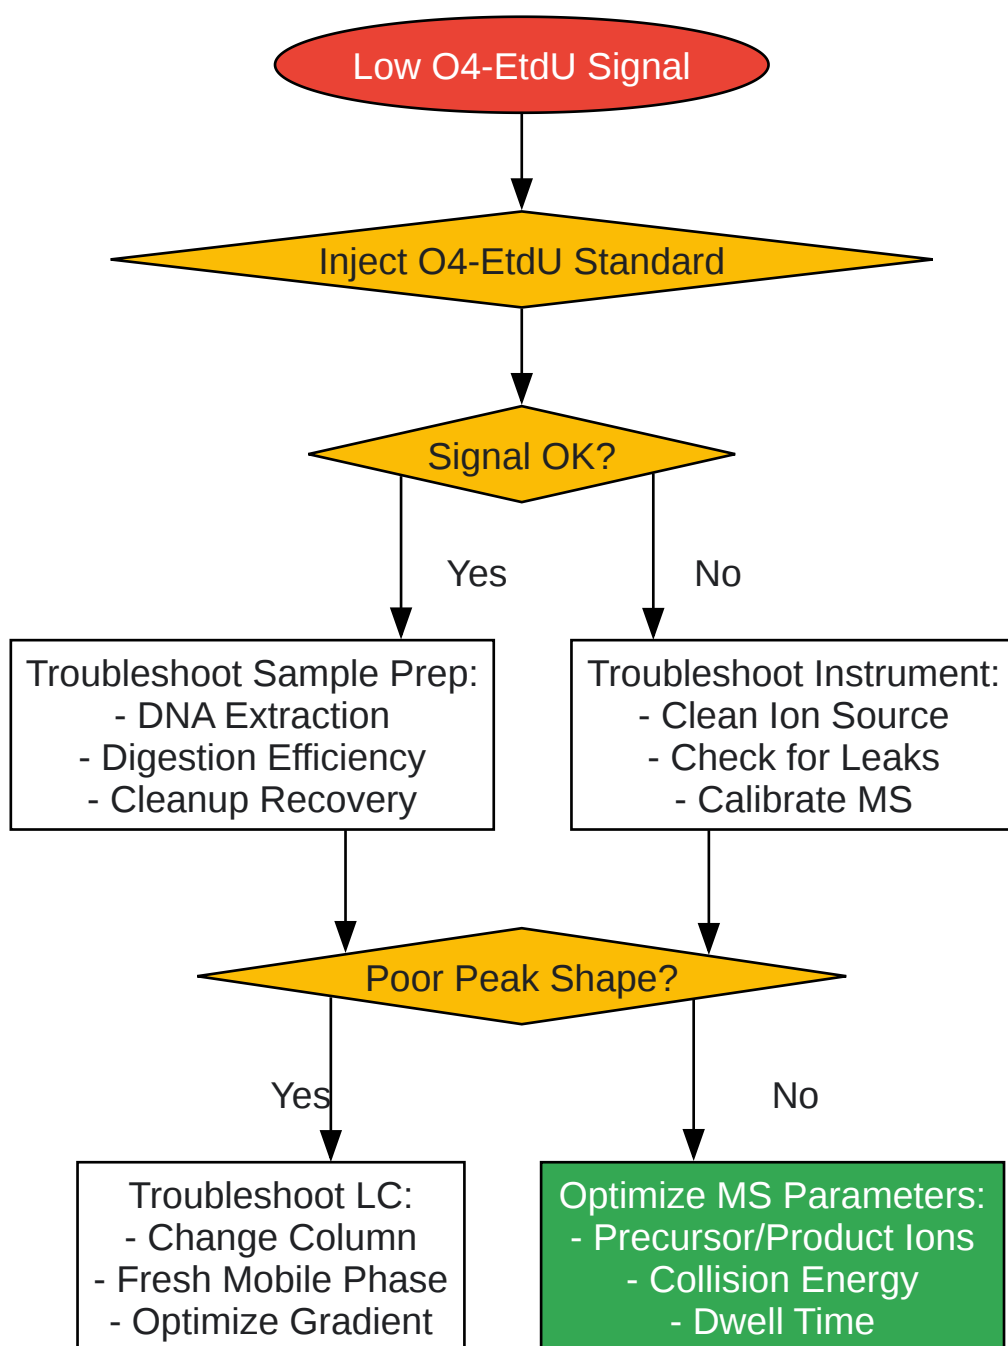 Low O4-EtdU Signal
Inject O4-EtdU Standard
Signal OK?
Yes
No
Troubleshoot Sample Prep:
- DNA Extraction
- Digestion Efficiency
- Cleanup Recovery
Troubleshoot Instrument:
- Clean Ion Source
- Check for Leaks
- Calibrate MS
Poor Peak Shape?
Yes
No
Troubleshoot LC:
- Change Column
- Fresh Mobile Phase
- Optimize Gradient
Optimize MS Parameters:
- Precursor/Product Ions
- Collision Energy
- Dwell Time